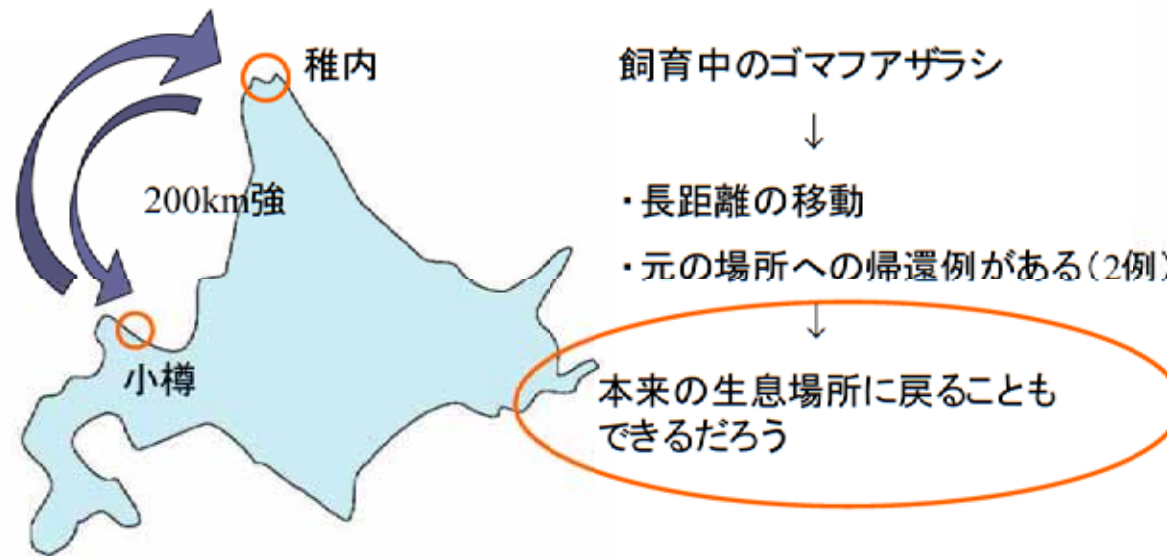 稚内
200km強
小樽
飼育中のゴマフアザラシ
↓
・長距離の移動
・元の場所への帰還例がある(2例)
↓
本来の生息場所に戻ることも
できるだろう